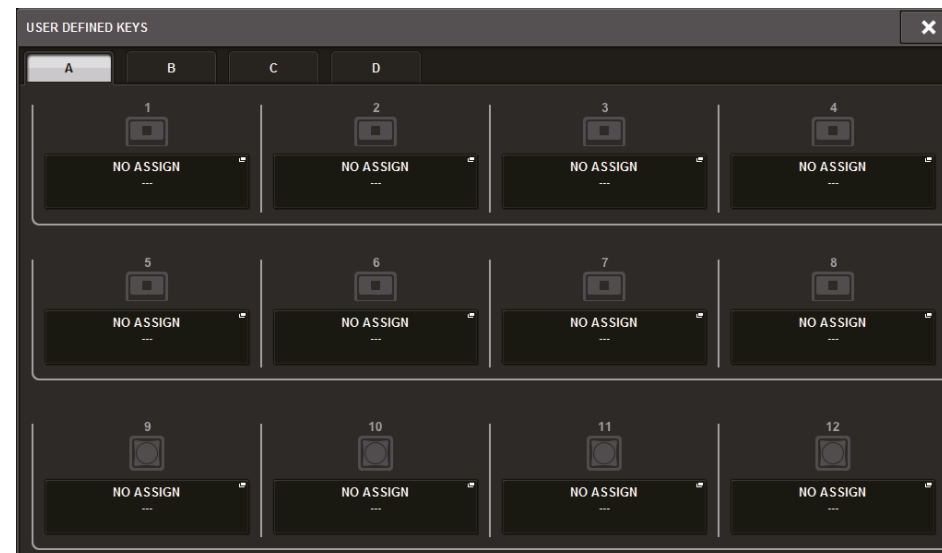 USER DEFINED KEYS
A B C D
1 2 3 4
NO ASSIGN NO ASSIGN NO ASSIGN NO ASSIGN
--- --- --- ---
5 6 7 8
NO ASSIGN NO ASSIGN NO ASSIGN NO ASSIGN
--- --- --- ---
9 10 11 12
NO ASSIGN NO ASSIGN NO ASSIGN NO ASSIGN
--- --- --- ---